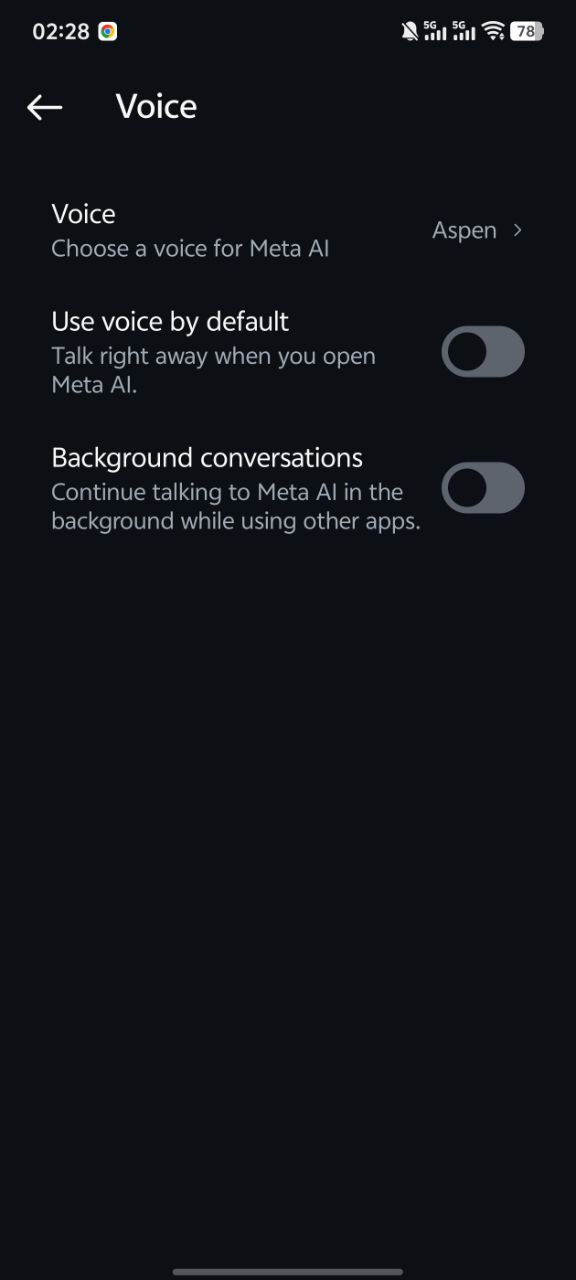 02:28
5G 5G 78
Voice
Voice
Choose a voice for Meta AI
Aspen
Use voice by default
Talk right away when you open
Meta AI.
Background conversations
Continue talking to Meta AI in the
background while using other apps.